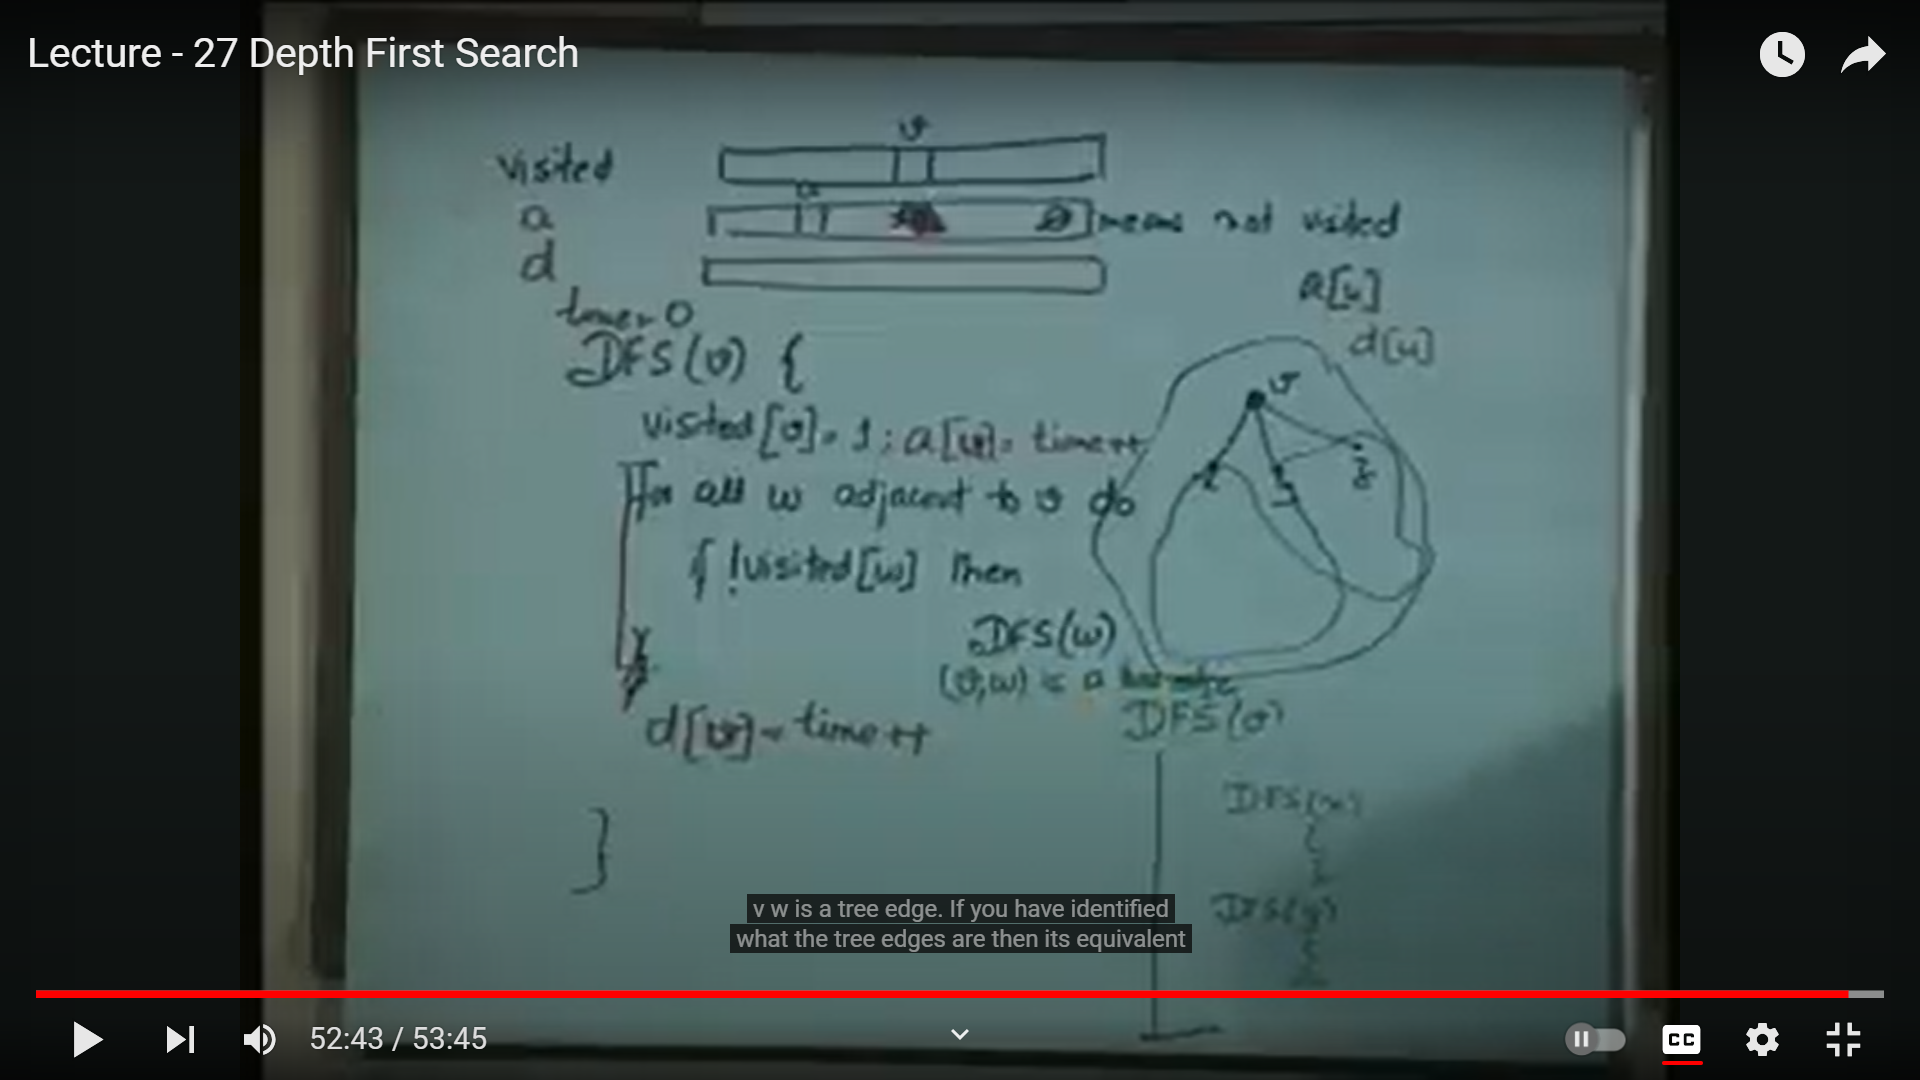 Lecture - 27 Depth First Search
v
visited
a
a
0 means not visited
d
a[u]
time = 0
d[u]
DFS(v) {
v
visited[v] = 1; a[v] = time++
For all w adjacent to v do
x
y
z
if !visited[w] then
DFS(w)
(v,w) is a tree edge
DFS(v)
d[v] = time++
DFS(x)
}
DFS(y)
v w is a tree edge. If you have identified
what the tree edges are then its equivalent
52:43 / 53:45
CC